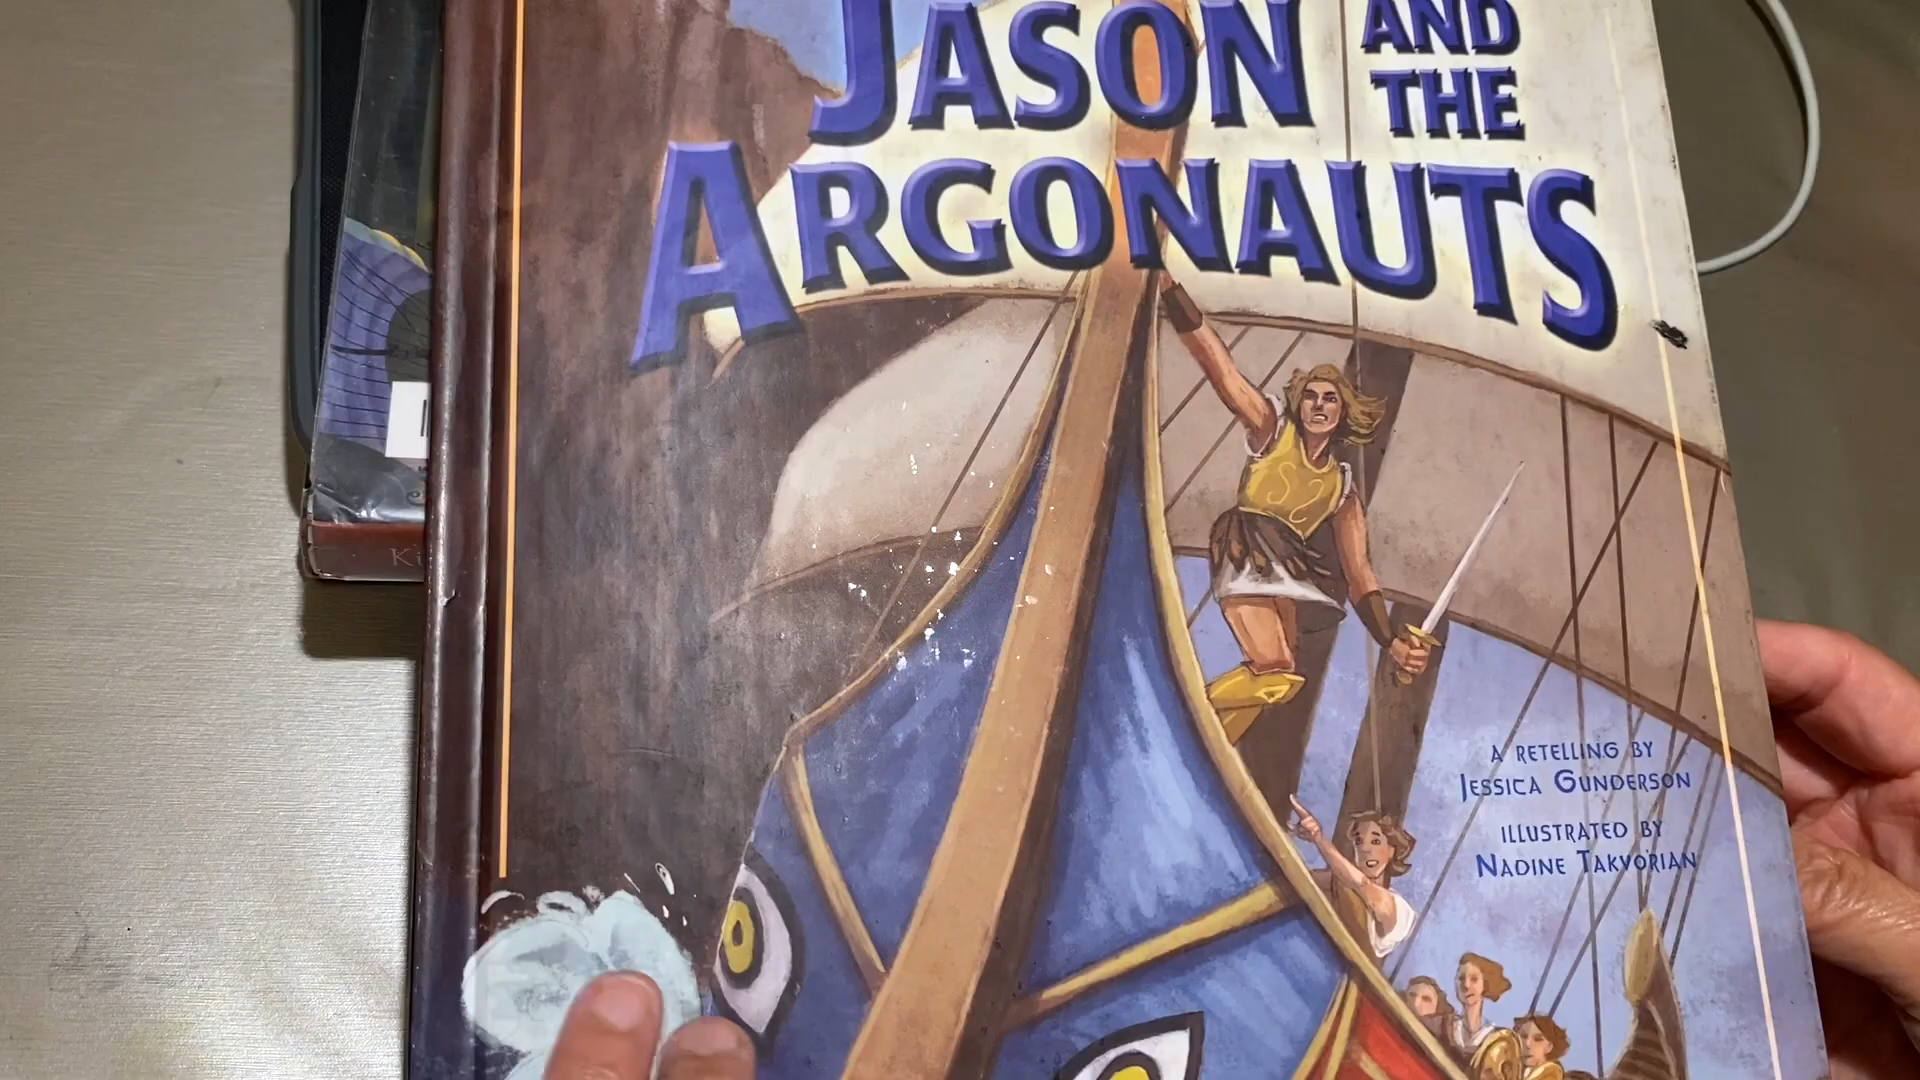 JASON AND THE
ARGONAUTS
A RETELLING BY
JESSICA GUNDERSON
ILLUSTRATED BY
NADINE TAKVORIAN